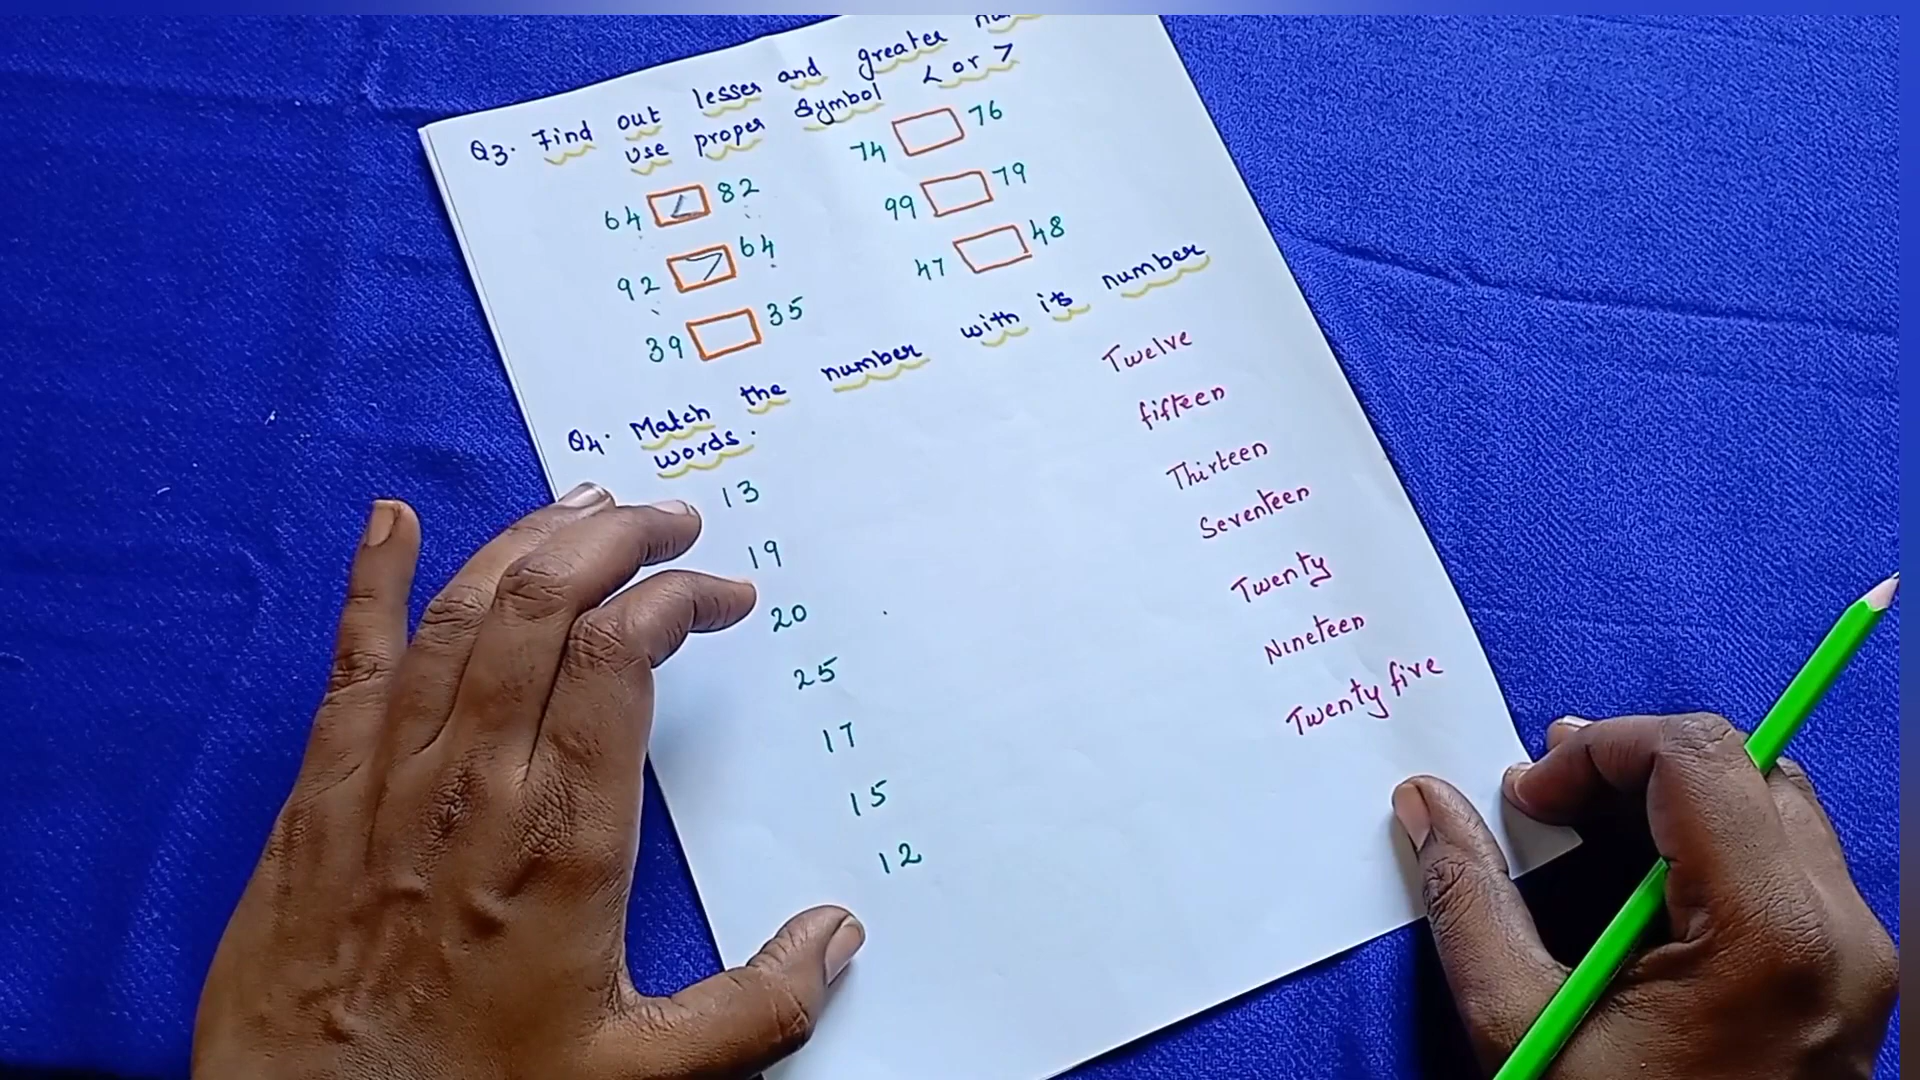 Q3. Find out lesser and greater
use proper symbol < or >
64 < 82
74 76
92 > 64
99 79
39 35
47 48
Q4. Match the number with its number
words.
13 Twelve
19 fifteen
20 Thirteen
25 Seventeen
17 Twenty
15 Nineteen
12 Twenty five